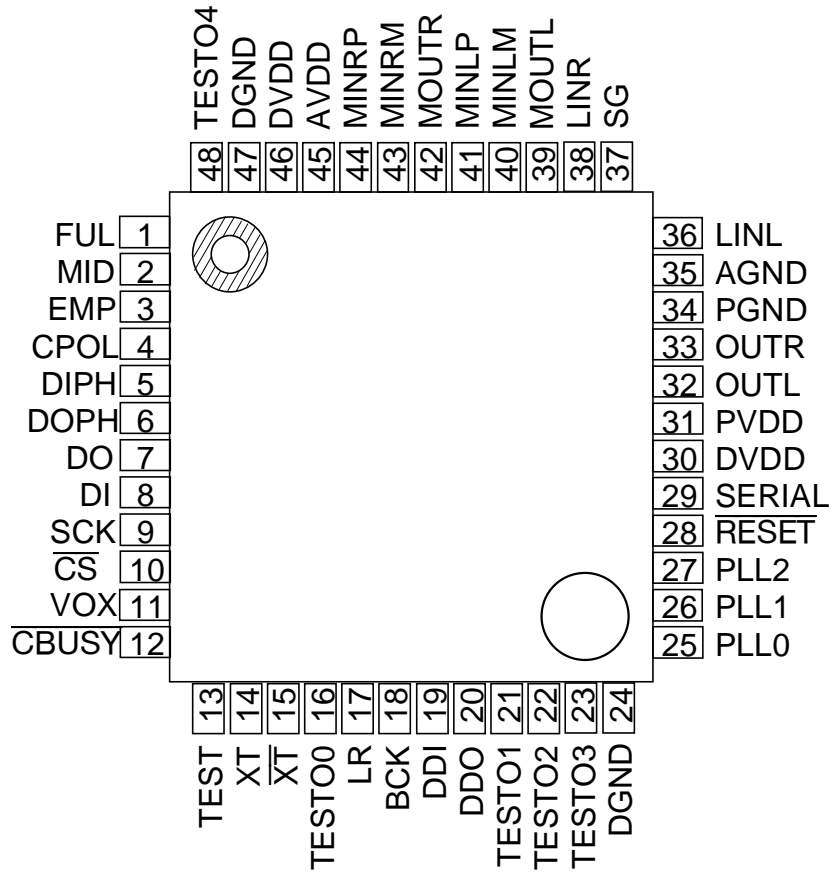 TESTO4
DGND
DVDD
AVDD
MINRP
MINRM
MOUTR
MINLP
MINLM
MOUTL
LINR
SG
48
47
46
45
44
43
42
41
40
39
38
37
FUL 1
MID 2
EMP 3
CPOL 4
DIPH 5
DOPH 6
DO 7
DI 8
SCK 9
C̅S̅ 10
VOX 11
C̅B̅U̅S̅Y̅ 12
36 LINL
35 AGND
34 PGND
33 OUTR
32 OUTL
31 PVDD
30 DVDD
29 SERIAL
28 R̅E̅S̅E̅T̅
27 PLL2
26 PLL1
25 PLL0
13
14
15
16
17
18
19
20
21
22
23
24
TEST
XT
X̅T̅
TESTO0
LR
BCK
DDI
DDO
TESTO1
TESTO2
TESTO3
DGND